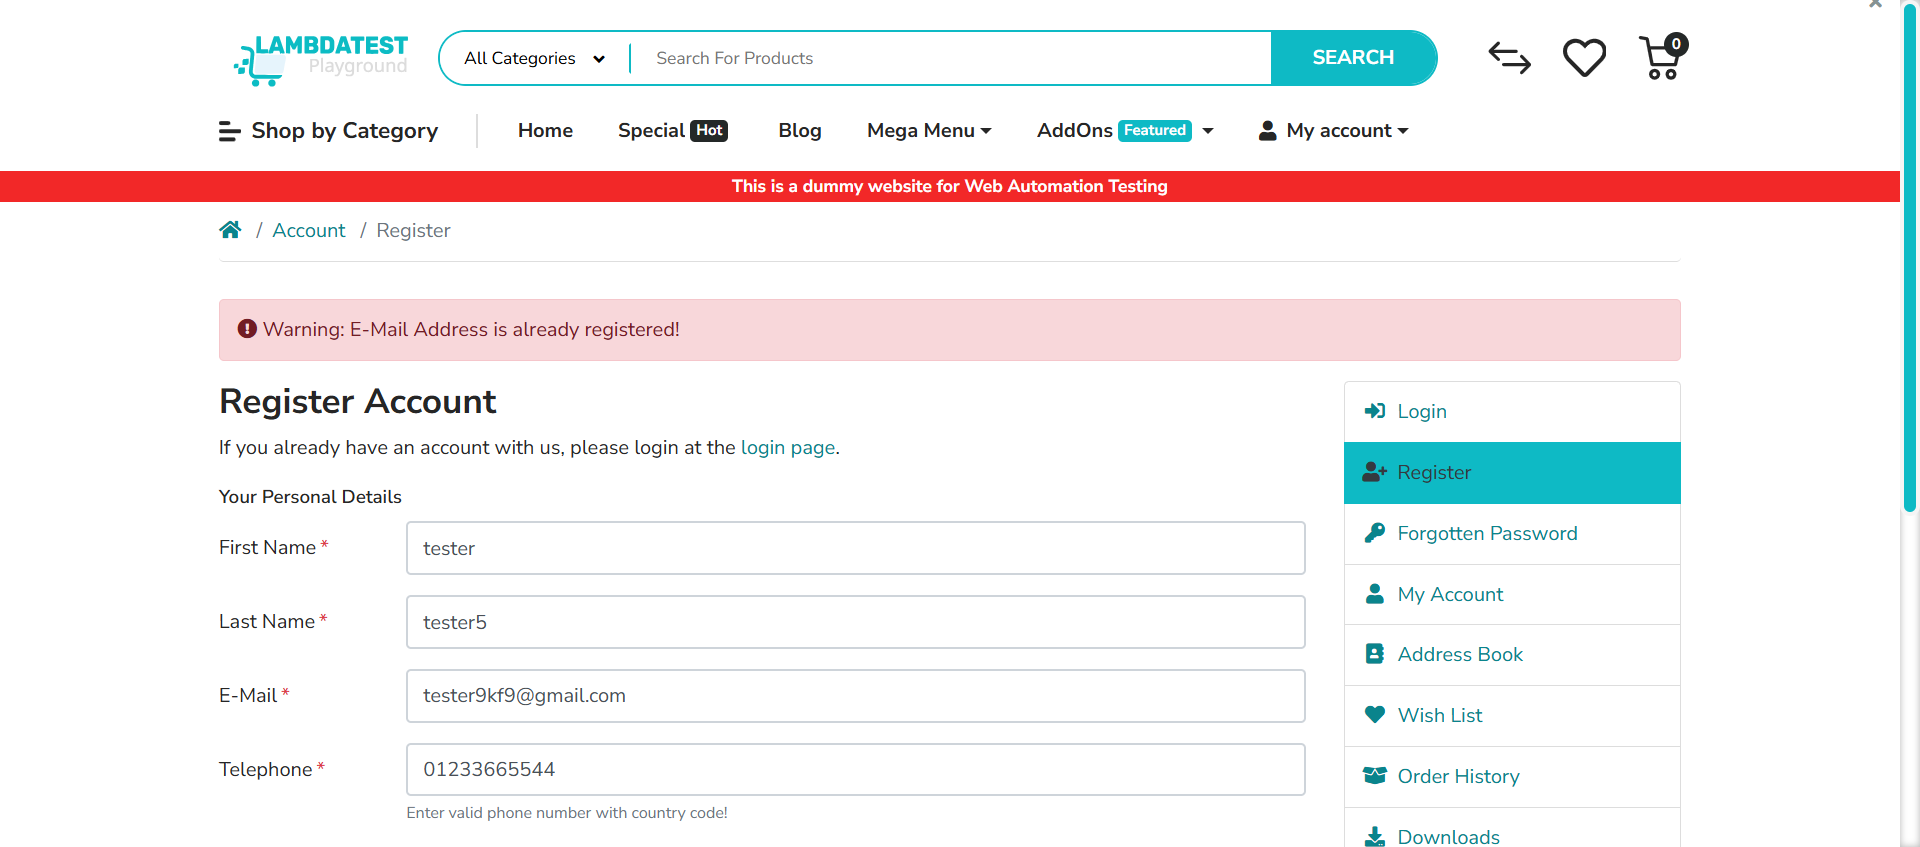 LAMBDATEST
Playground
All Categories
Search For Products
SEARCH
0
Shop by Category
Home
Special Hot
Blog
Mega Menu
AddOns Featured
My account
This is a dummy website for Web Automation Testing
/ Account / Register
Warning: E-Mail Address is already registered!
Register Account
If you already have an account with us, please login at the login page.
Your Personal Details
First Name *
tester
Last Name *
tester5
E-Mail *
tester9kf9@gmail.com
Telephone *
01233665544
Enter valid phone number with country code!
Login
Register
Forgotten Password
My Account
Address Book
Wish List
Order History
Downloads